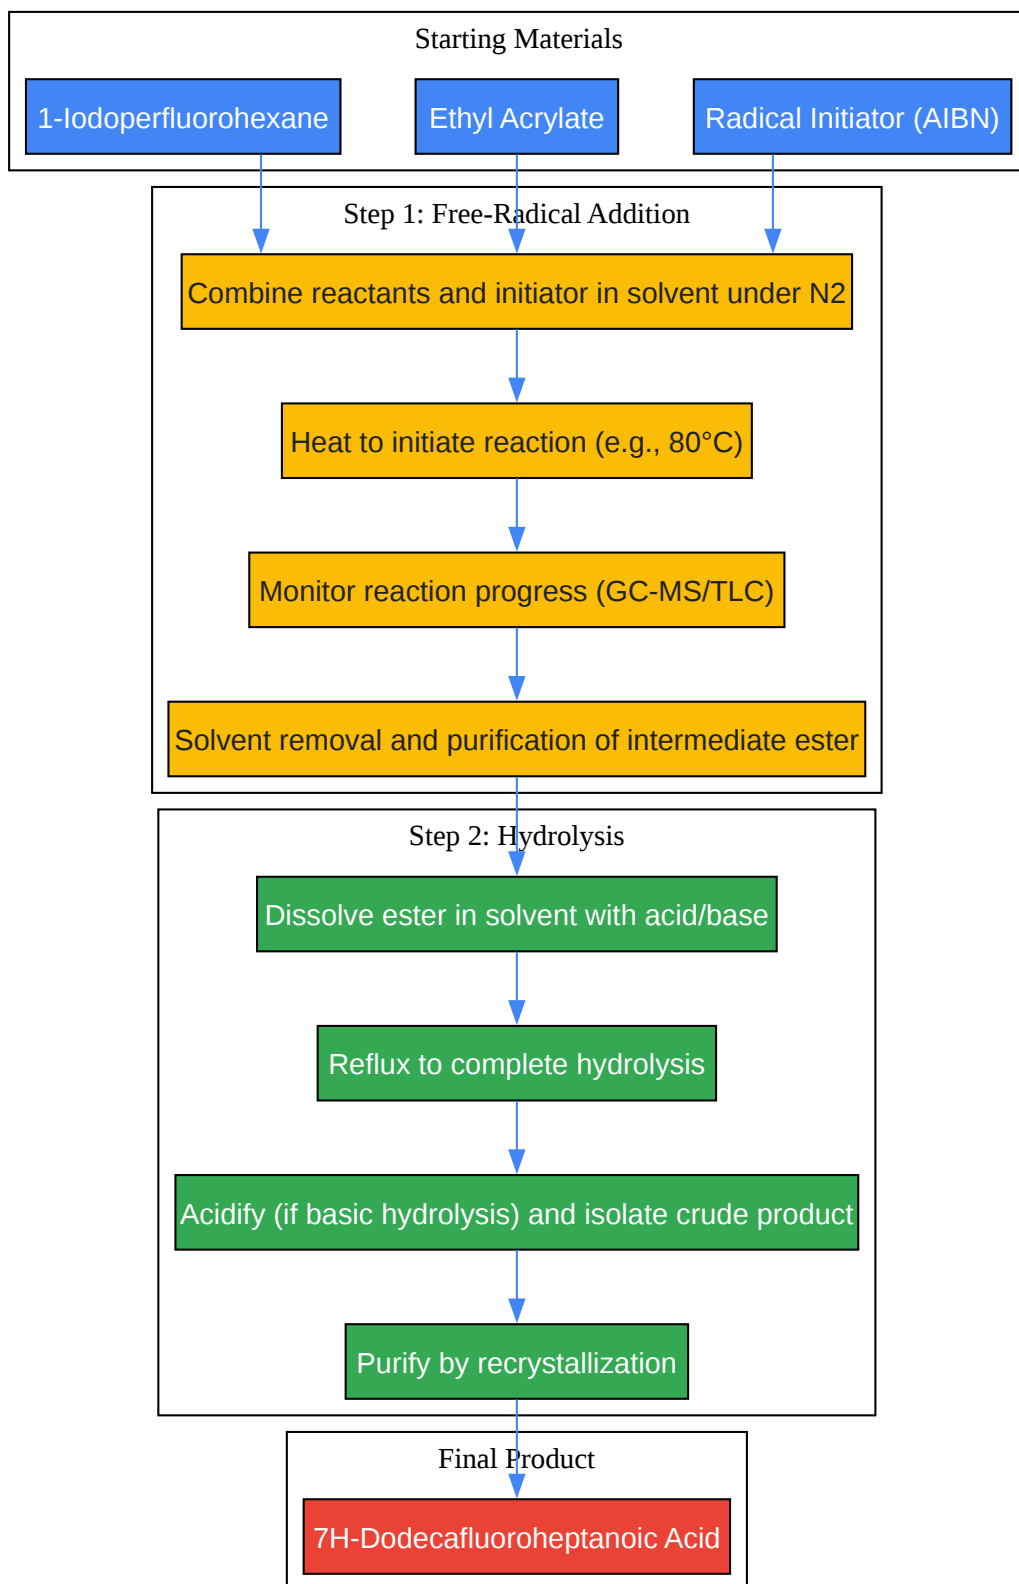 Starting Materials
1-Iodoperfluorohexane
Ethyl Acrylate
Radical Initiator (AIBN)
Step 1: Free-Radical Addition
Combine reactants and initiator in solvent under N2
Heat to initiate reaction (e.g., 80°C)
Monitor reaction progress (GC-MS/TLC)
Solvent removal and purification of intermediate ester
Step 2: Hydrolysis
Dissolve ester in solvent with acid/base
Reflux to complete hydrolysis
Acidify (if basic hydrolysis) and isolate crude product
Purify by recrystallization
Final Product
7H-Dodecafluoroheptanoic Acid